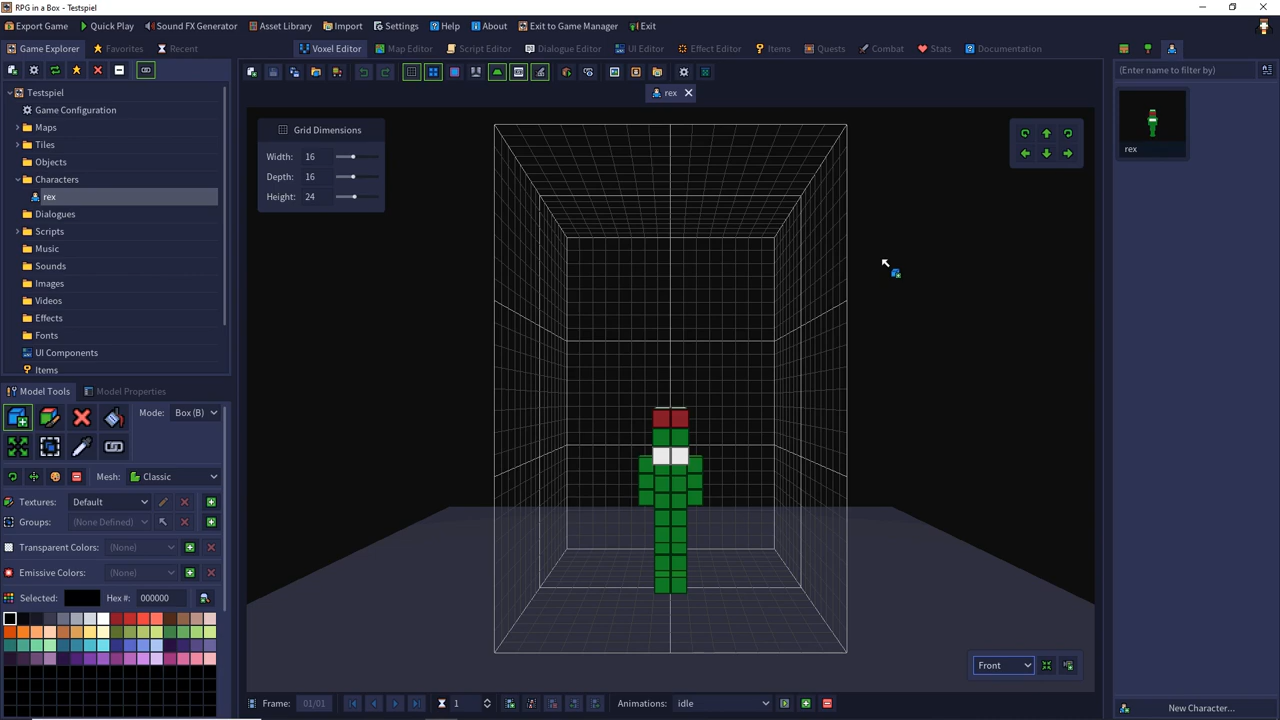 RPG in a Box - Testspiel
Export Game Quick Play Sound FX Generator Asset Library Import Settings Help About Exit to Game Manager Exit
Game Explorer Favorites Recent
Voxel Editor Map Editor Script Editor Dialogue Editor UI Editor Effect Editor Items Quests Combat Stats Documentation
(Enter name to filter by)
rex
Testspiel
Game Configuration
Maps
Tiles
Objects
Characters
rex
Dialogues
Scripts
Music
Sounds
Images
Videos
Effects
Fonts
UI Components
Items
Grid Dimensions
Width: 16
Depth: 16
Height: 24
rex
Model Tools Model Properties
Mode: Box (B)
Mesh: Classic
Textures: Default
Groups: (None Defined)
Transparent Colors: (None)
Emissive Colors: (None)
Selected: Hex #: 000000
Front
Frame: 01/01 1 Animations: idle
New Character...